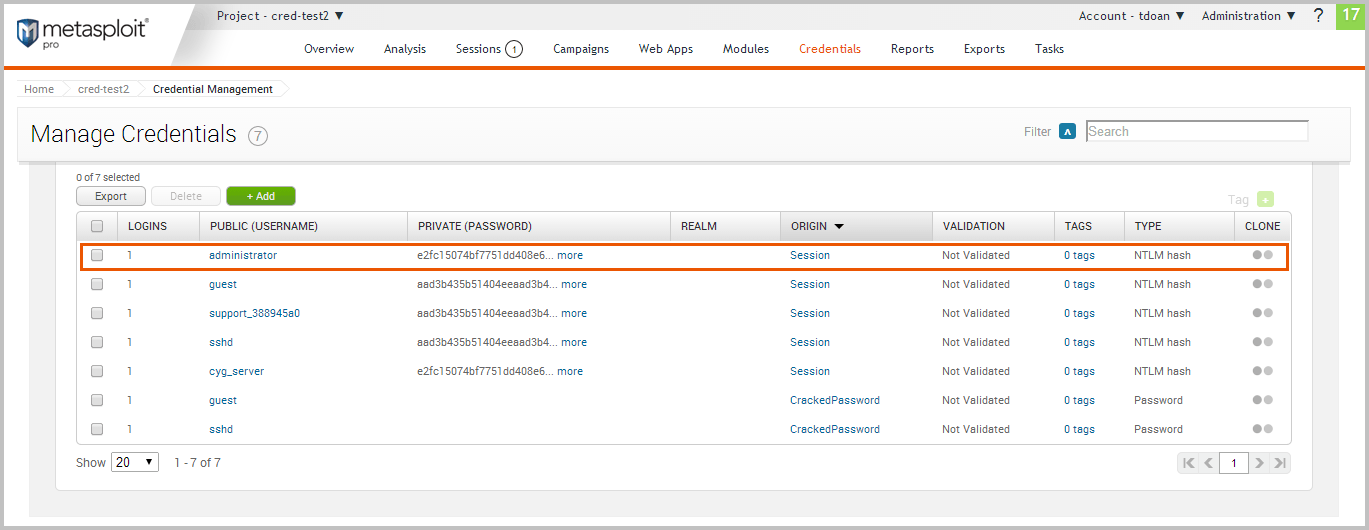 metasploit®
pro
Project - cred-test2 ▼
Account - tdoan ▼ Administration ▼ ? 17
Overview Analysis Sessions 1 Campaigns Web Apps Modules Credentials Reports Exports Tasks
Home cred-test2 Credential Management
Manage Credentials 7
Filter Search
0 of 7 selected
Export Delete + Add
Tag +
LOGINS PUBLIC (USERNAME) PRIVATE (PASSWORD) REALM ORIGIN ▼ VALIDATION TAGS TYPE CLONE
1 administrator e2fc15074bf7751dd408e6... more Session Not Validated 0 tags NTLM hash
1 guest aad3b435b51404eeaad3b4... more Session Not Validated 0 tags NTLM hash
1 support_388945a0 aad3b435b51404eeaad3b4... more Session Not Validated 0 tags NTLM hash
1 sshd aad3b435b51404eeaad3b4... more Session Not Validated 0 tags NTLM hash
1 cyg_server e2fc15074bf7751dd408e6... more Session Not Validated 0 tags NTLM hash
1 guest CrackedPassword Not Validated 0 tags Password
1 sshd CrackedPassword Not Validated 0 tags Password
Show 20 ▼ 1 - 7 of 7
1